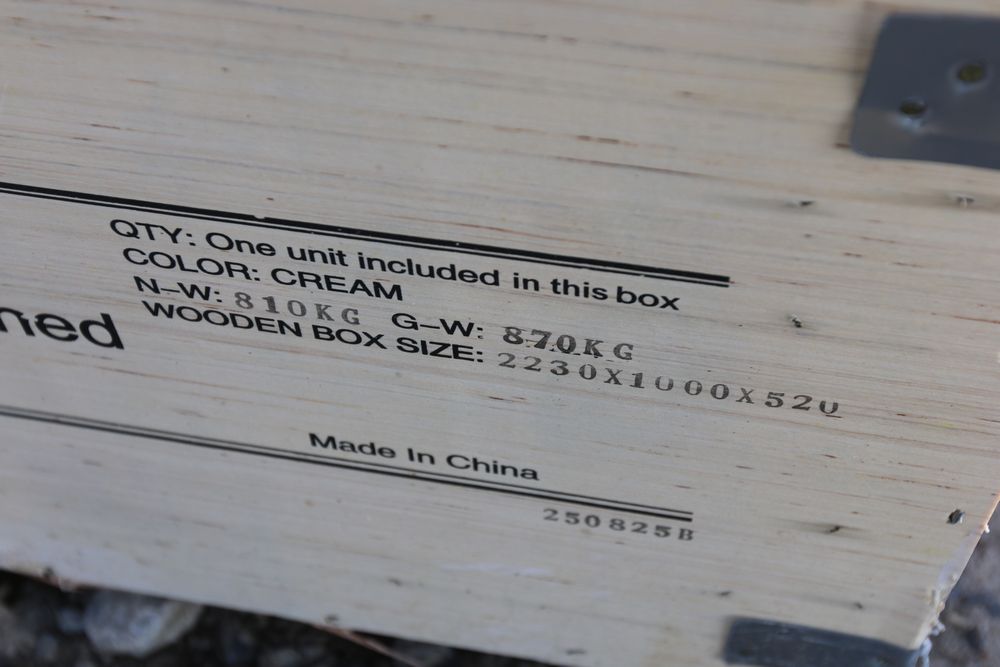 QTY: One unit included in this box
COLOR: CREAM
N-W: 810KG G-W: 870KG
WOODEN BOX SIZE: 2230X1000X520
Made In China
250825B